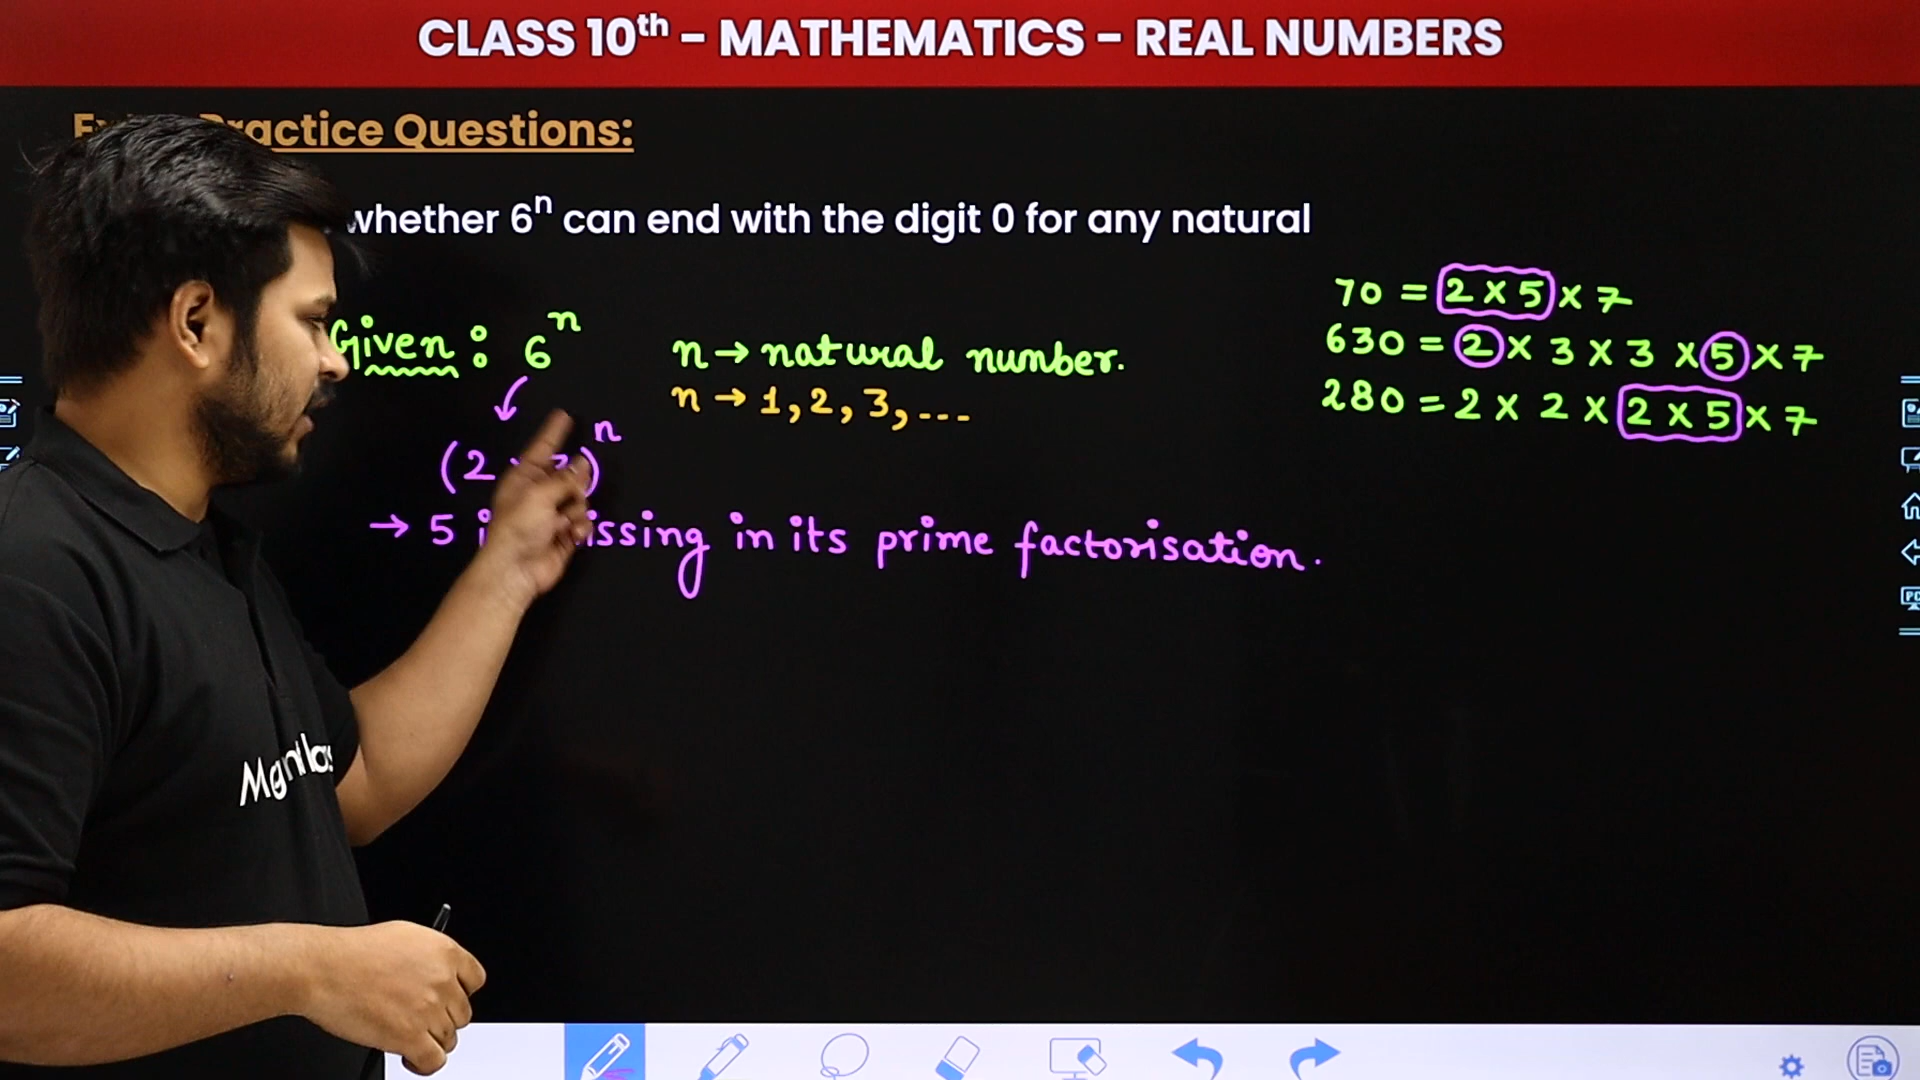 CLASS 10th – MATHEMATICS – REAL NUMBERS
Practice Questions:
whether 6ⁿ can end with the digit 0 for any natural
70 = 2 × 5 × 7
Given : 6ⁿ n → natural number.
630 = 2 × 3 × 3 × 5 × 7
n → 1, 2, 3, ...
280 = 2 × 2 × 2 × 5 × 7
(2 )ⁿ
→ 5 missing in its prime factorisation.